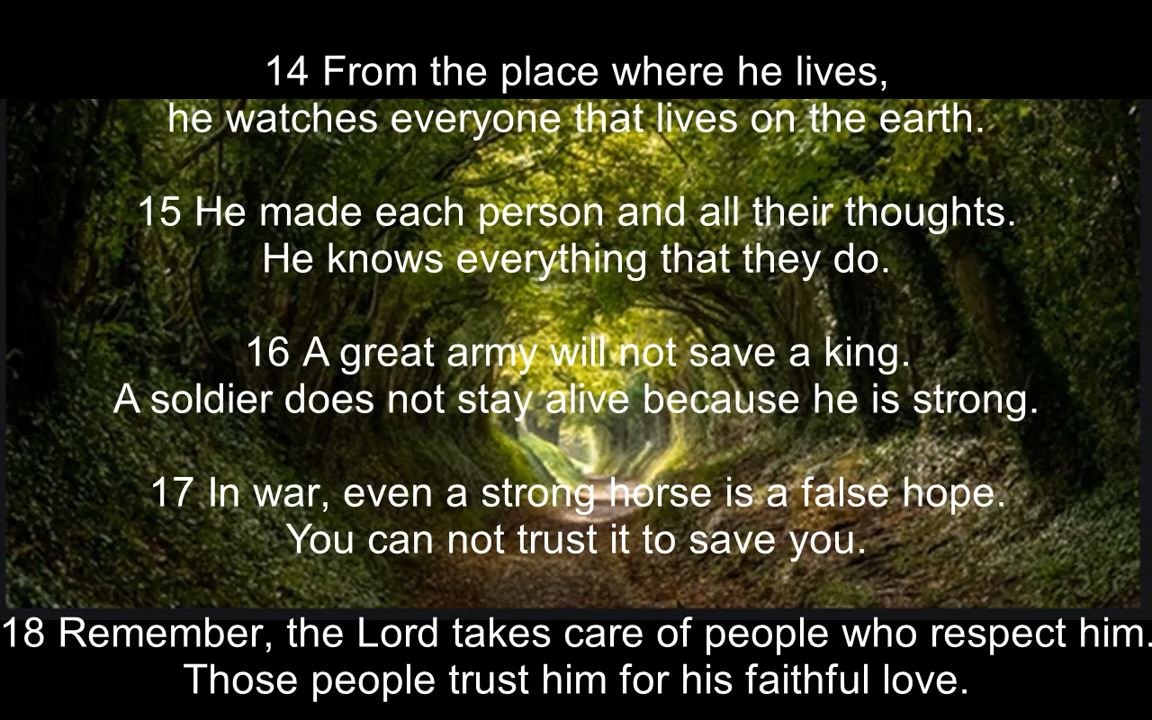 14 From the place where he lives,
he watches everyone that lives on the earth.
15 He made each person and all their thoughts.
He knows everything that they do.
16 A great army will not save a king.
A soldier does not stay alive because he is strong.
17 In war, even a strong horse is a false hope.
You can not trust it to save you.
18 Remember, the Lord takes care of people who respect him.
Those people trust him for his faithful love.